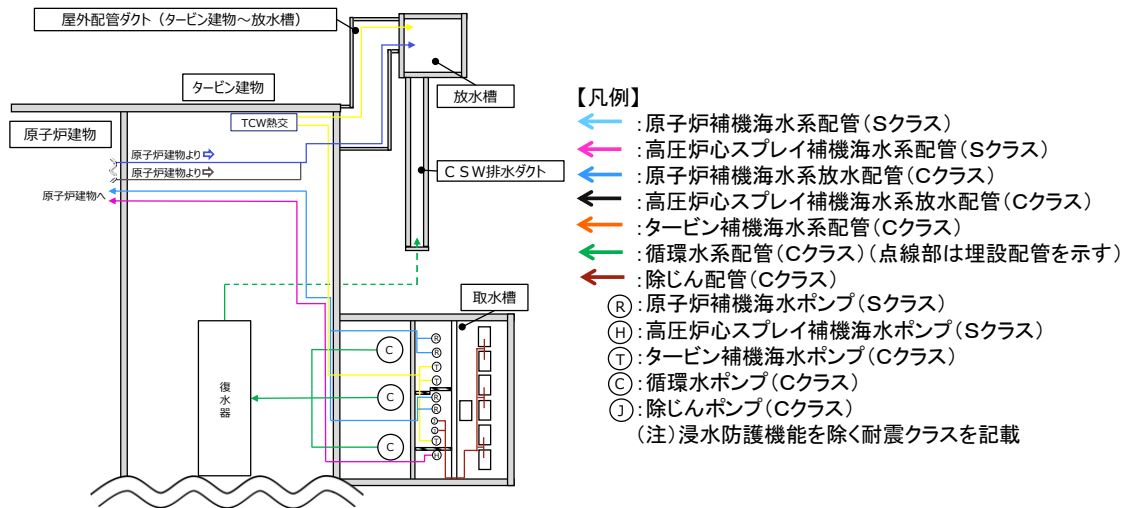 屋外配管ダクト（タービン建物～放水槽）
タービン建物
放水槽
原子炉建物
TCW熱交
原子炉建物より⇨
原子炉建物より⇨
原子炉建物へ
ＣＳＷ排水ダクト
取水槽
復水器
C
C
C
R
R
T
T
R
R
J
J
T
H
【凡例】
：原子炉補機海水系配管（Sクラス）
：高圧炉心スプレイ補機海水系配管（Sクラス）
：原子炉補機海水系放水配管（Cクラス）
：高圧炉心スプレイ補機海水系放水配管（Cクラス）
：タービン補機海水系配管（Cクラス）
：循環水系配管（Cクラス）（点線部は埋設配管を示す）
：除じん配管（Cクラス）
R：原子炉補機海水ポンプ（Sクラス）
H：高圧炉心スプレイ補機海水ポンプ（Sクラス）
T：タービン補機海水ポンプ（Cクラス）
C：循環水ポンプ（Cクラス）
J：除じんポンプ（Cクラス）
（注）浸水防護機能を除く耐震クラスを記載